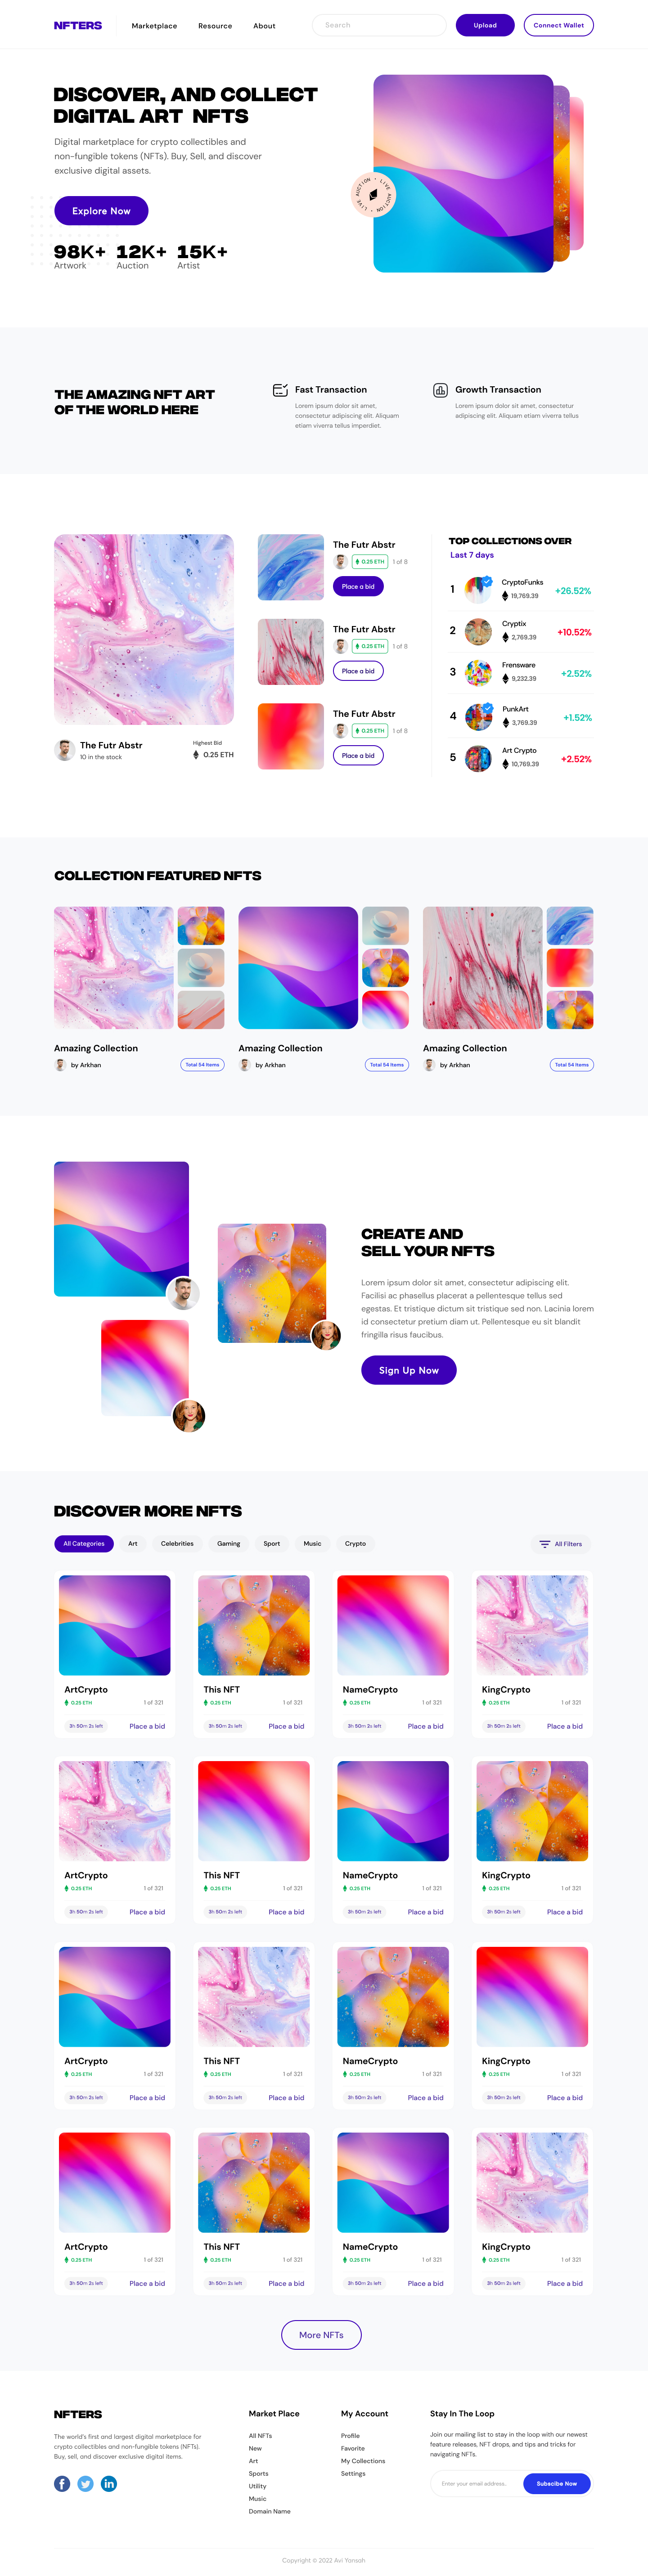 NFTERS
Marketplace
Resource
About
Search
Upload
Connect Wallet
DISCOVER, AND COLLECT
DIGITAL ART NFTS
Digital marketplace for crypto collectibles and
non-fungible tokens (NFTs). Buy, Sell, and discover
exclusive digital assets.
Explore Now
98K+ 12K+ 15K+
Artwork Auction Artist
LIVE AUCTION • LIVE AUCTION •
THE AMAZING NFT ART
OF THE WORLD HERE
Fast Transaction
Lorem ipsum dolor sit amet,
consectetur adipiscing elit. Aliquam
etiam viverra tellus imperdiet.
Growth Transaction
Lorem ipsum dolor sit amet, consectetur
adipiscing elit. Aliquam etiam viverra tellus
The Futr Abstr
10 in the stock
Highest Bid
0.25 ETH
The Futr Abstr
0.25 ETH 1 of 8
Place a bid
The Futr Abstr
0.25 ETH 1 of 8
Place a bid
The Futr Abstr
0.25 ETH 1 of 8
Place a bid
TOP COLLECTIONS OVER
Last 7 days
1 CryptoFunks
19,769.39 +26.52%
2 Cryptix
2,769.39 +10.52%
3 Frensware
9,232.39 +2.52%
4 PunkArt
3,769.39 +1.52%
5 Art Crypto
10,769.39 +2.52%
COLLECTION FEATURED NFTS
Amazing Collection
by Arkhan Total 54 Items
Amazing Collection
by Arkhan Total 54 Items
Amazing Collection
by Arkhan Total 54 Items
CREATE AND
SELL YOUR NFTS
Lorem ipsum dolor sit amet, consectetur adipiscing elit.
Facilisi ac phasellus placerat a pellentesque tellus sed
egestas. Et tristique dictum sit tristique sed non. Lacinia lorem
id consectetur pretium diam ut. Pellentesque eu sit blandit
fringilla risus faucibus.
Sign Up Now
DISCOVER MORE NFTS
All Categories Art Celebrities Gaming Sport Music Crypto All Filters
ArtCrypto This NFT NameCrypto KingCrypto
0.25 ETH 1 of 321 0.25 ETH 1 of 321 0.25 ETH 1 of 321 0.25 ETH 1 of 321
3h 50m 2s left Place a bid 3h 50m 2s left Place a bid 3h 50m 2s left Place a bid 3h 50m 2s left Place a bid
ArtCrypto This NFT NameCrypto KingCrypto
0.25 ETH 1 of 321 0.25 ETH 1 of 321 0.25 ETH 1 of 321 0.25 ETH 1 of 321
3h 50m 2s left Place a bid 3h 50m 2s left Place a bid 3h 50m 2s left Place a bid 3h 50m 2s left Place a bid
ArtCrypto This NFT NameCrypto KingCrypto
0.25 ETH 1 of 321 0.25 ETH 1 of 321 0.25 ETH 1 of 321 0.25 ETH 1 of 321
3h 50m 2s left Place a bid 3h 50m 2s left Place a bid 3h 50m 2s left Place a bid 2h 50m 2s left Place a bid
ArtCrypto This NFT NameCrypto KingCrypto
0.25 ETH 1 of 321 0.25 ETH 1 of 321 0.25 ETH 1 of 321 0.25 ETH 1 of 321
3h 50m 2s left Place a bid 3h 50m 2s left Place a bid 3h 50m 2s left Place a bid 3h 50m 2s left Place a bid
More NFTs
NFTERS
The world's first and largest digital marketplace for
crypto collectibles and non-fungible tokens (NFTs).
Buy, sell, and discover exclusive digital items.
Market Place
All NFTs
New
Art
Sports
Utility
Music
Domain Name
My Account
Profile
Favorite
My Collections
Settings
Stay In The Loop
Join our mailing list to stay in the loop with our newest
feature releases, NFT drops, and tips and tricks for
navigating NFTs.
Enter your email address..
Subscibe Now
Copyright © 2022 Avi Yansah